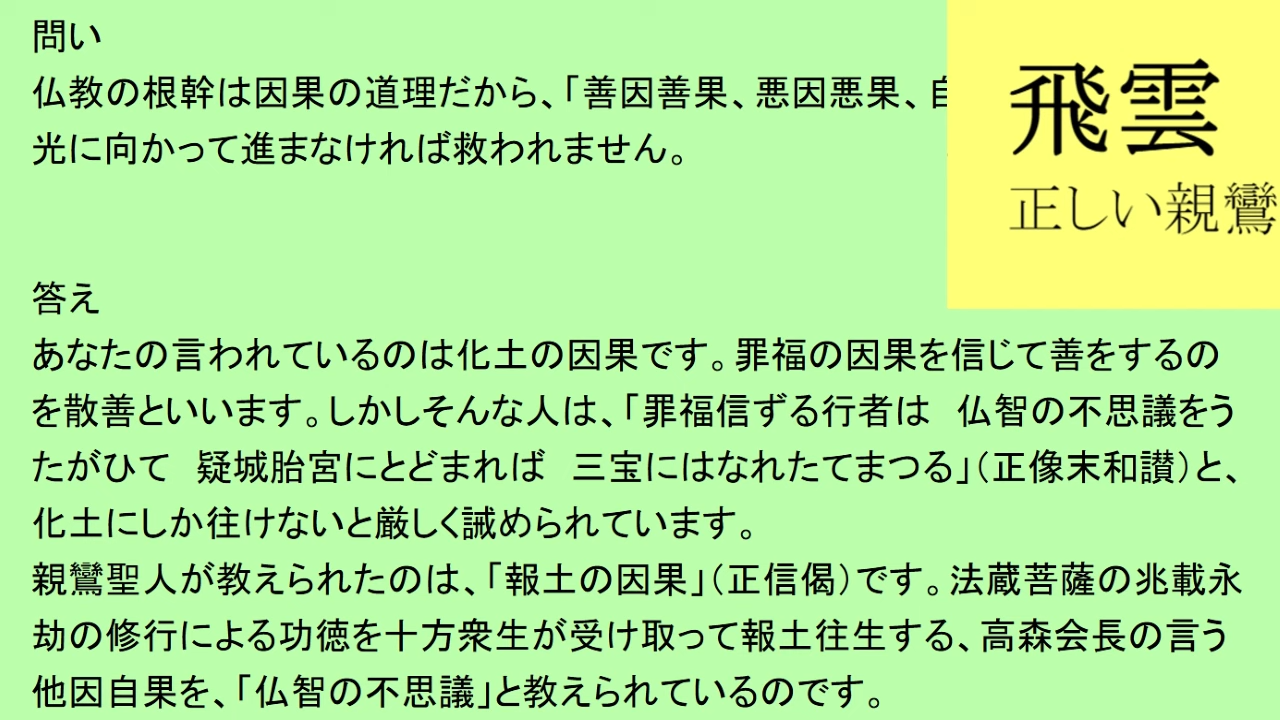 問い
仏教の根幹は因果の道理だから、「善因善果、悪因悪果、
光に向かって進まなければ救われません。
飛雲
正しい親鸞
答え
あなたの言われているのは化土の因果です。罪福の因果を信じて善をするの
を散善といいます。しかしそんな人は、「罪福信ずる行者は　仏智の不思議をう
たがひて　疑城胎宮にとどまれば　三宝にはなれたてまつる」（正像末和讃）と、
化土にしか往けないと厳しく誡められています。
親鸞聖人が教えられたのは、「報土の因果」（正信偈）です。法蔵菩薩の兆載永
劫の修行による功徳を十方衆生が受け取って報土往生する、高森会長の言う
他因自果を、「仏智の不思議」と教えられているのです。